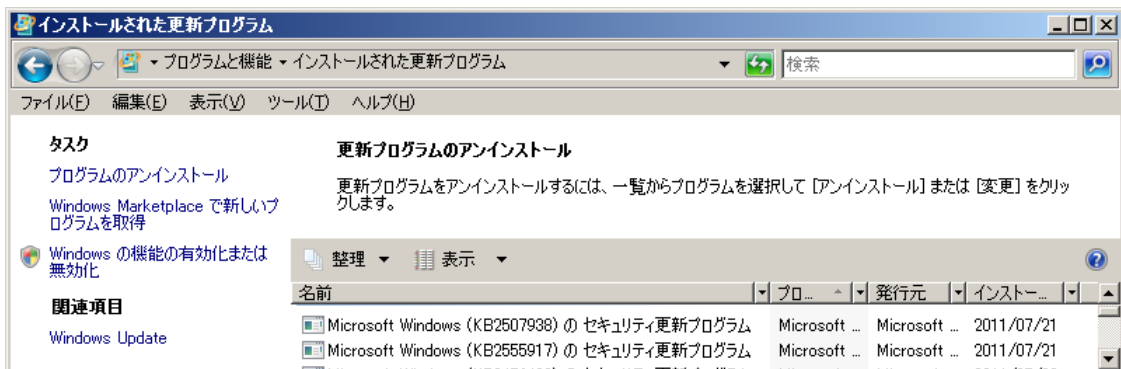 インストールされた更新プログラム
プログラムと機能 インストールされた更新プログラム
検索
ファイル(F) 編集(E) 表示(V) ツール(T) ヘルプ(H)
タスク
プログラムのアンインストール
Windows Marketplace で新しいプ
ログラムを取得
Windows の機能の有効化または
無効化
関連項目
Windows Update
更新プログラムのアンインストール
更新プログラムをアンインストールするには、一覧からプログラムを選択して [アンインストール] または [変更] をクリッ
クします。
整理 表示
名前 プロ... 発行元 インストー...
Microsoft Windows (KB2507938) の セキュリティ更新プログラム Microsoft ... Microsoft ... 2011/07/21
Microsoft Windows (KB2555917) の セキュリティ更新プログラム Microsoft ... Microsoft ... 2011/07/21